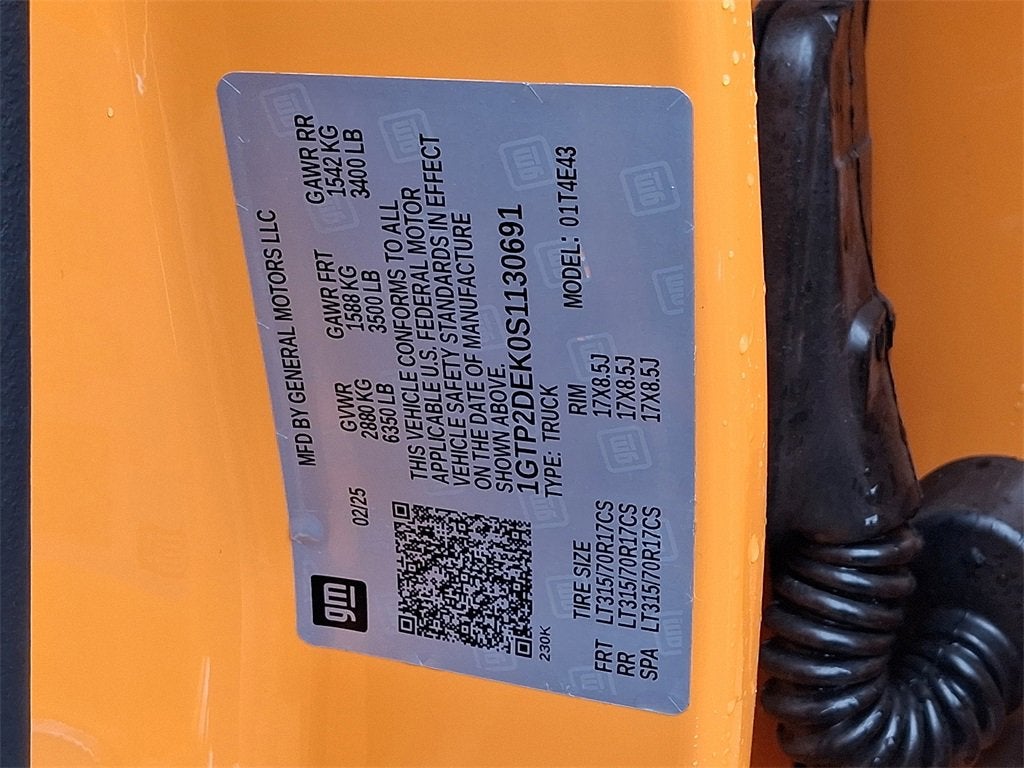 MFD BY GENERAL MOTORS LLC
gm
02/25
GVWR GAWR FRT GAWR RR
2880 KG 1588 KG 1542 KG
6350 LB 3500 LB 3400 LB
THIS VEHICLE CONFORMS TO ALL
APPLICABLE U.S. FEDERAL MOTOR
VEHICLE SAFETY STANDARDS IN EFFECT
ON THE DATE OF MANUFACTURE
SHOWN ABOVE.
1GTP2DEK0S1130691
TYPE: TRUCK MODEL: 01T4E43
230K
TIRE SIZE RIM
FRT LT315/70R17CS 17X8.5J
RR LT315/70R17CS 17X8.5J
SPA LT315/70R17CS 17X8.5J